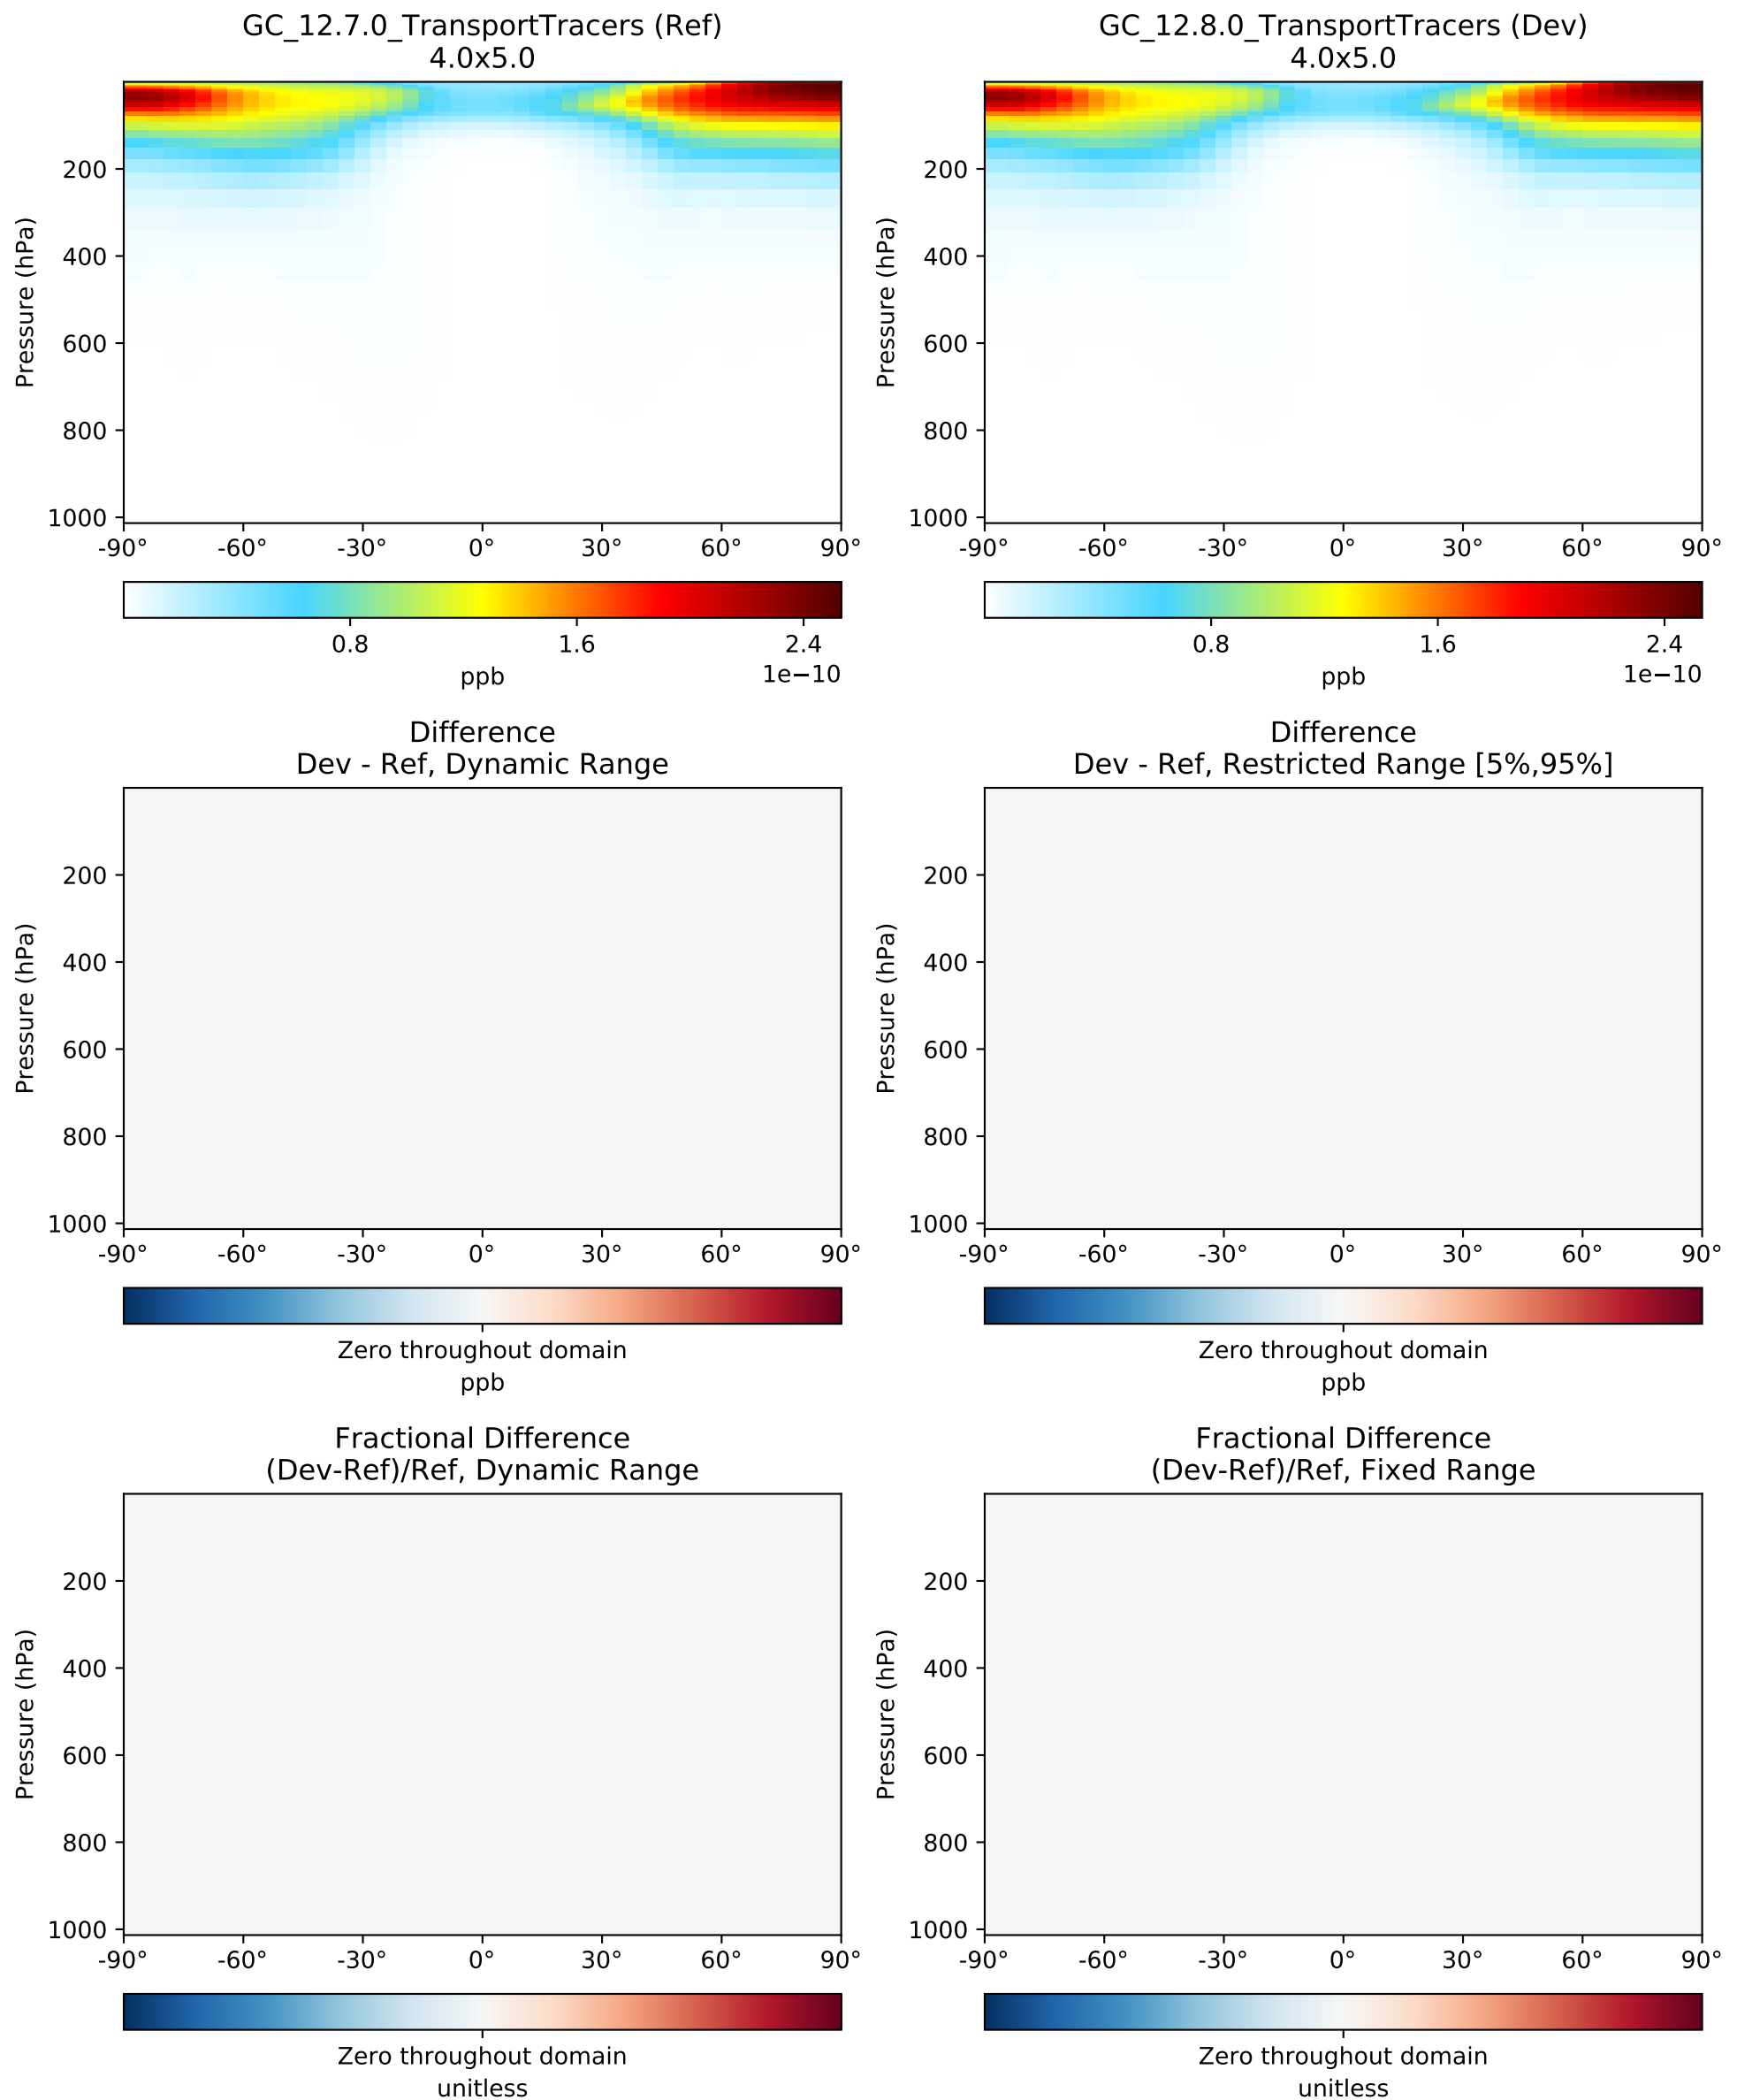 GC_12.7.0_TransportTracers (Ref)
4.0x5.0
Pressure (hPa)
200
400
600
800
1000
-90° -60° -30° 0° 30° 60° 90°
0.8 1.6 2.4
1e−10
ppb
GC_12.8.0_TransportTracers (Dev)
4.0x5.0
Pressure (hPa)
200
400
600
800
1000
-90° -60° -30° 0° 30° 60° 90°
0.8 1.6 2.4
1e−10
ppb
Difference
Dev - Ref, Dynamic Range
Pressure (hPa)
200
400
600
800
1000
-90° -60° -30° 0° 30° 60° 90°
Zero throughout domain
ppb
Difference
Dev - Ref, Restricted Range [5%,95%]
Pressure (hPa)
200
400
600
800
1000
-90° -60° -30° 0° 30° 60° 90°
Zero throughout domain
ppb
Fractional Difference
(Dev-Ref)/Ref, Dynamic Range
Pressure (hPa)
200
400
600
800
1000
-90° -60° -30° 0° 30° 60° 90°
Zero throughout domain
unitless
Fractional Difference
(Dev-Ref)/Ref, Fixed Range
Pressure (hPa)
200
400
600
800
1000
-90° -60° -30° 0° 30° 60° 90°
Zero throughout domain
unitless